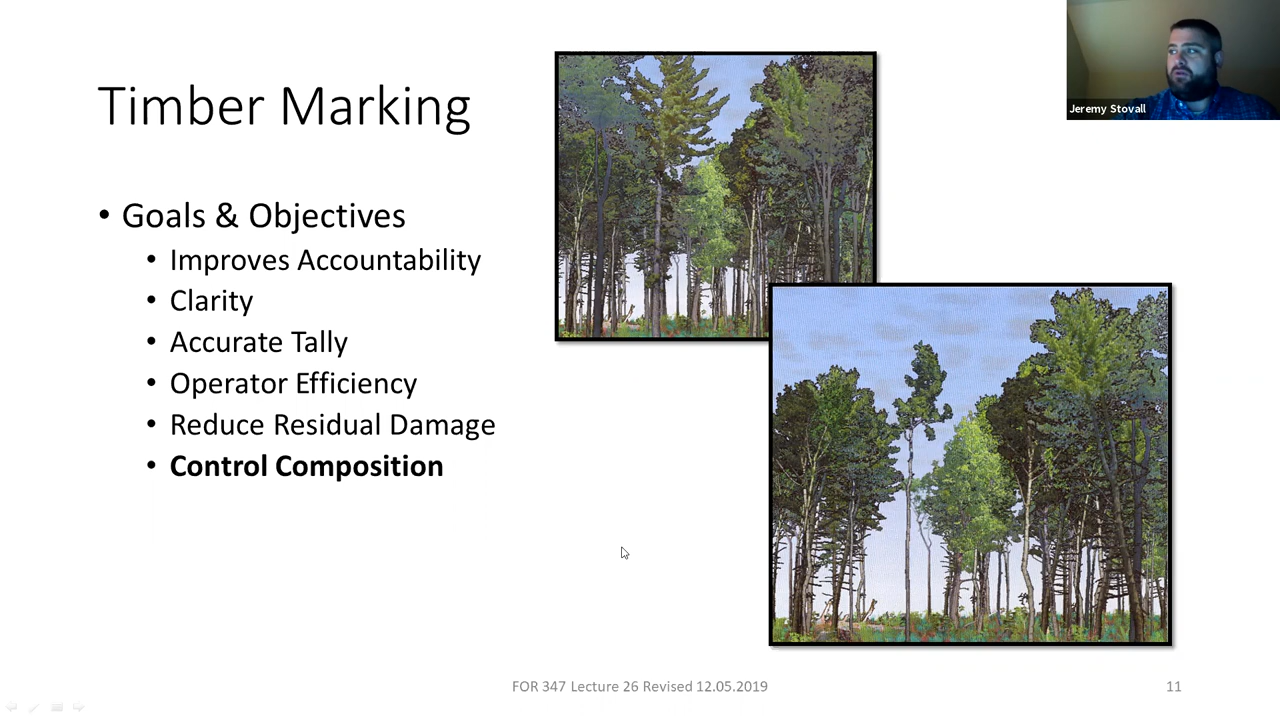 Jeremy Stovall
Timber Marking
• Goals & Objectives
• Improves Accountability
• Clarity
• Accurate Tally
• Operator Efficiency
• Reduce Residual Damage
• Control Composition
FOR 347 Lecture 26 Revised 12.05.2019
11